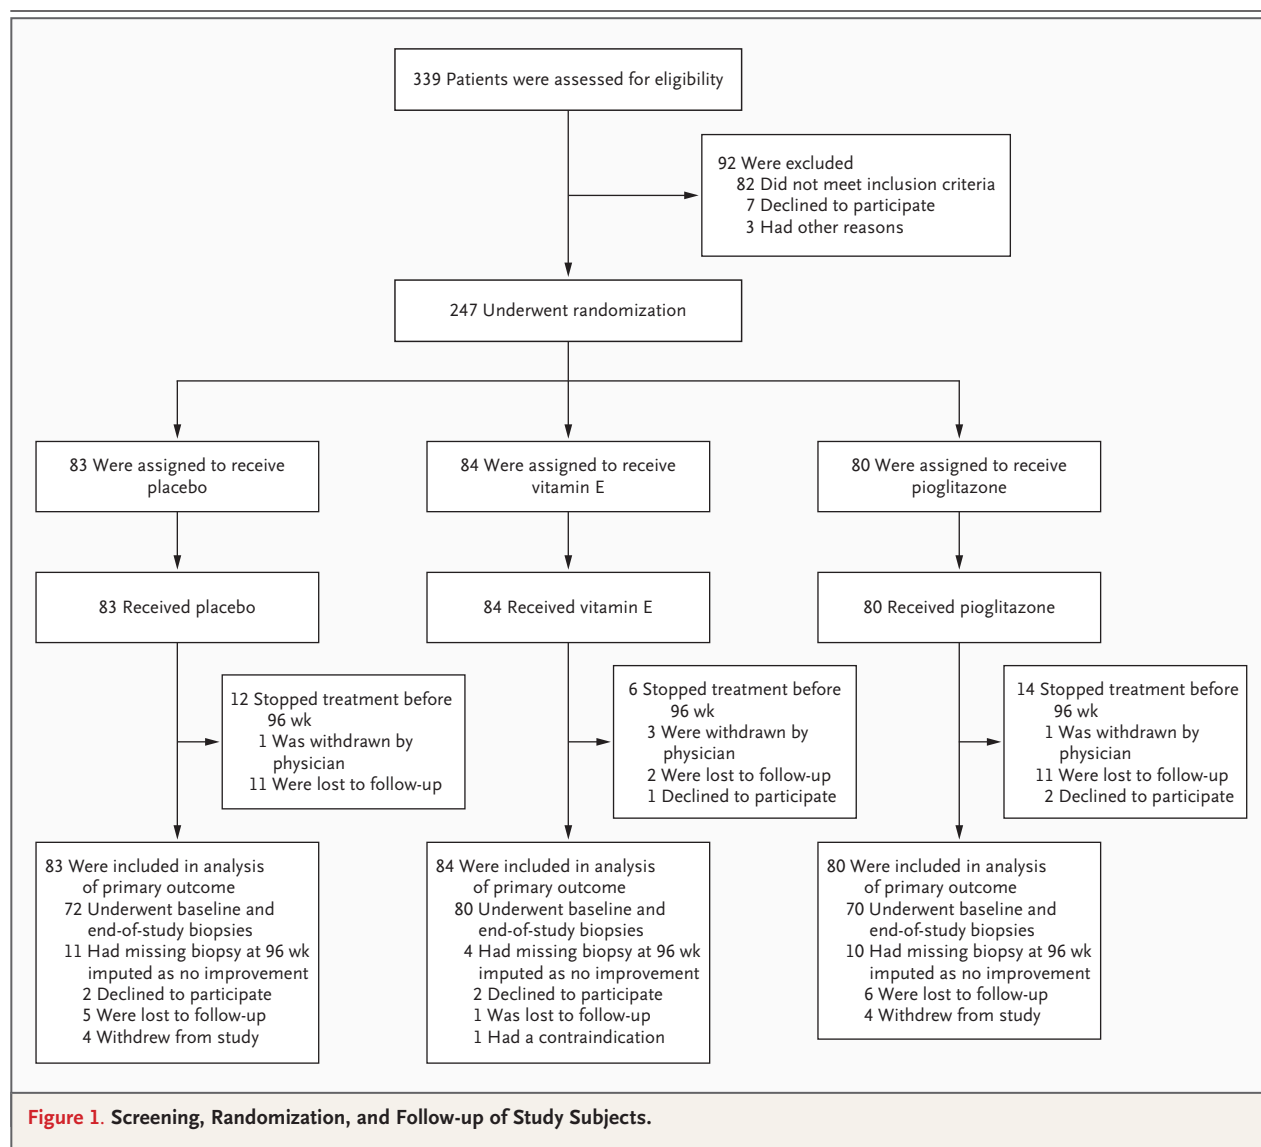 339 Patients were assessed for eligibility
92 Were excluded
82 Did not meet inclusion criteria
7 Declined to participate
3 Had other reasons
247 Underwent randomization
83 Were assigned to receive
placebo
84 Were assigned to receive
vitamin E
80 Were assigned to receive
pioglitazone
83 Received placebo
84 Received vitamin E
80 Received pioglitazone
12 Stopped treatment before
96 wk
1 Was withdrawn by
physician
11 Were lost to follow-up
6 Stopped treatment before
96 wk
3 Were withdrawn by
physician
2 Were lost to follow-up
1 Declined to participate
14 Stopped treatment before
96 wk
1 Was withdrawn by
physician
11 Were lost to follow-up
2 Declined to participate
83 Were included in analysis
of primary outcome
72 Underwent baseline and
end-of-study biopsies
11 Had missing biopsy at 96 wk
imputed as no improvement
2 Declined to participate
5 Were lost to follow-up
4 Withdrew from study
84 Were included in analysis
of primary outcome
80 Underwent baseline and
end-of-study biopsies
4 Had missing biopsy at 96 wk
imputed as no improvement
2 Declined to participate
1 Was lost to follow-up
1 Had a contraindication
80 Were included in analysis
of primary outcome
70 Underwent baseline and
end-of-study biopsies
10 Had missing biopsy at 96 wk
imputed as no improvement
6 Were lost to follow-up
4 Withdrew from study
Figure 1. Screening, Randomization, and Follow-up of Study Subjects.